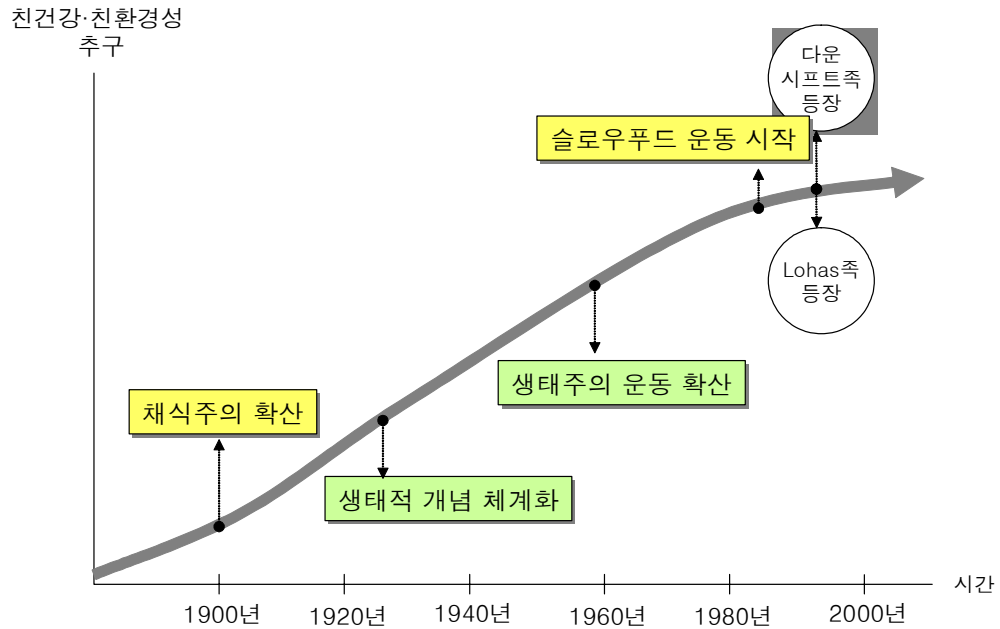 친건강·친환경성
추구
다운
시프트족
등장
슬로우푸드 운동 시작
Lohas족
등장
생태주의 운동 확산
채식주의 확산
생태적 개념 체계화
시간
1900년
1920년
1940년
1960년
1980년
2000년